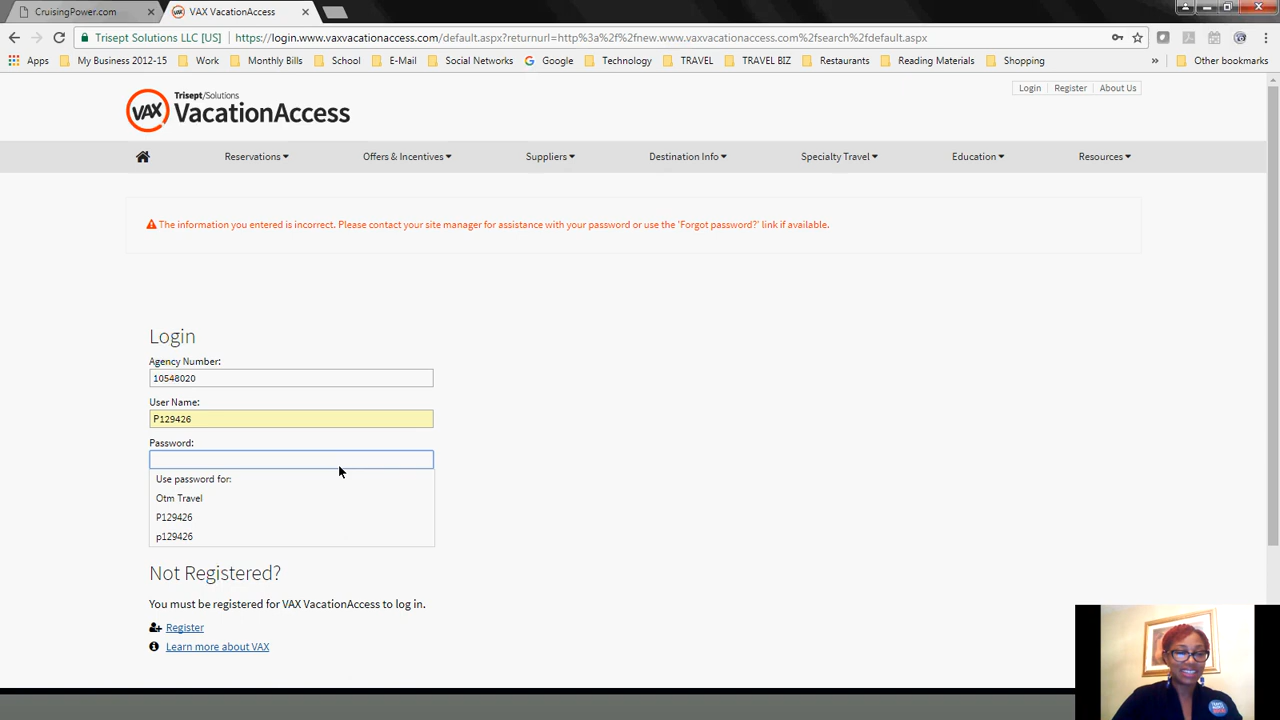 CruisingPower.com
VAX VacationAccess
Trisept Solutions LLC [US] https://login.www.vaxvacationaccess.com/default.aspx?returnurl=http%3a%2f%2fnew.www.vaxvacationaccess.com%2fsearch%2fdefault.aspx
Apps My Business 2012-15 Work Monthly Bills School E-Mail Social Networks Google Technology TRAVEL TRAVEL BIZ Restaurants Reading Materials Shopping » Other bookmarks
Login Register About Us
Trisept/Solutions
VAX VacationAccess
Reservations Offers & Incentives Suppliers Destination Info Specialty Travel Education Resources
The information you entered is incorrect. Please contact your site manager for assistance with your password or use the 'Forgot password?' link if available.
Login
Agency Number:
10548020
User Name:
P129426
Password:
Use password for:
Otm Travel
P129426
p129426
Not Registered?
You must be registered for VAX VacationAccess to log in.
Register
Learn more about VAX